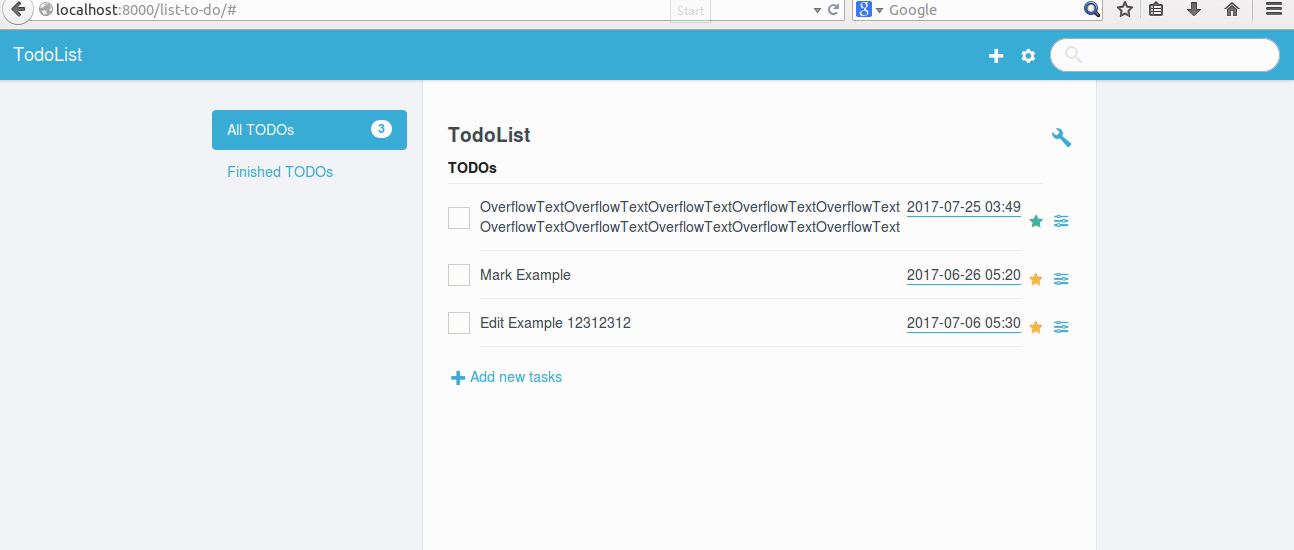 localhost:8000/list-to-do/#
Start
Google
TodoList
All TODOs
3
Finished TODOs
TodoList
TODOs
OverflowTextOverflowTextOverflowTextOverflowTextOverflowText 2017-07-25 03:49
OverflowTextOverflowTextOverflowTextOverflowTextOverflowText
Mark Example 2017-06-26 05:20
Edit Example 12312312 2017-07-06 05:30
Add new tasks